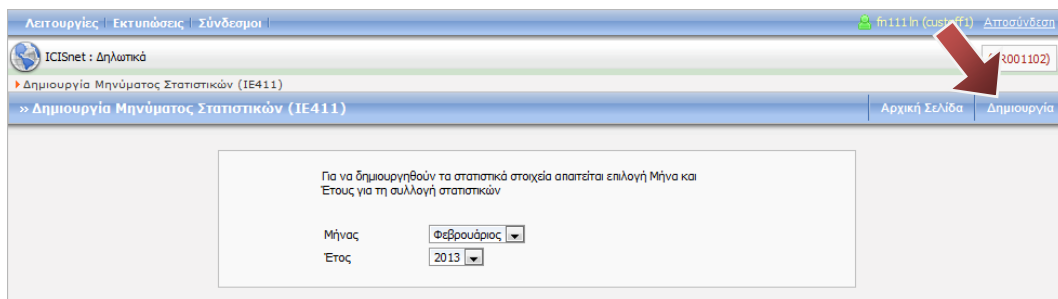 Λειτουργίες | Εκτυπώσεις | Σύνδεσμοι |
fn111 ln (custoff1) Αποσύνδεση
ICISnet : Δηλωτικά
R001102)
Δημιουργία Μηνύματος Στατιστικών (IE411)
» Δημιουργία Μηνύματος Στατιστικών (IE411)
Αρχική Σελίδα Δημιουργία
Για να δημιουργηθούν τα στατιστικά στοιχεία απαιτείται επιλογή Μήνα και
Έτους για τη συλλογή στατιστικών
Μήνας Φεβρουάριος
Έτος 2013